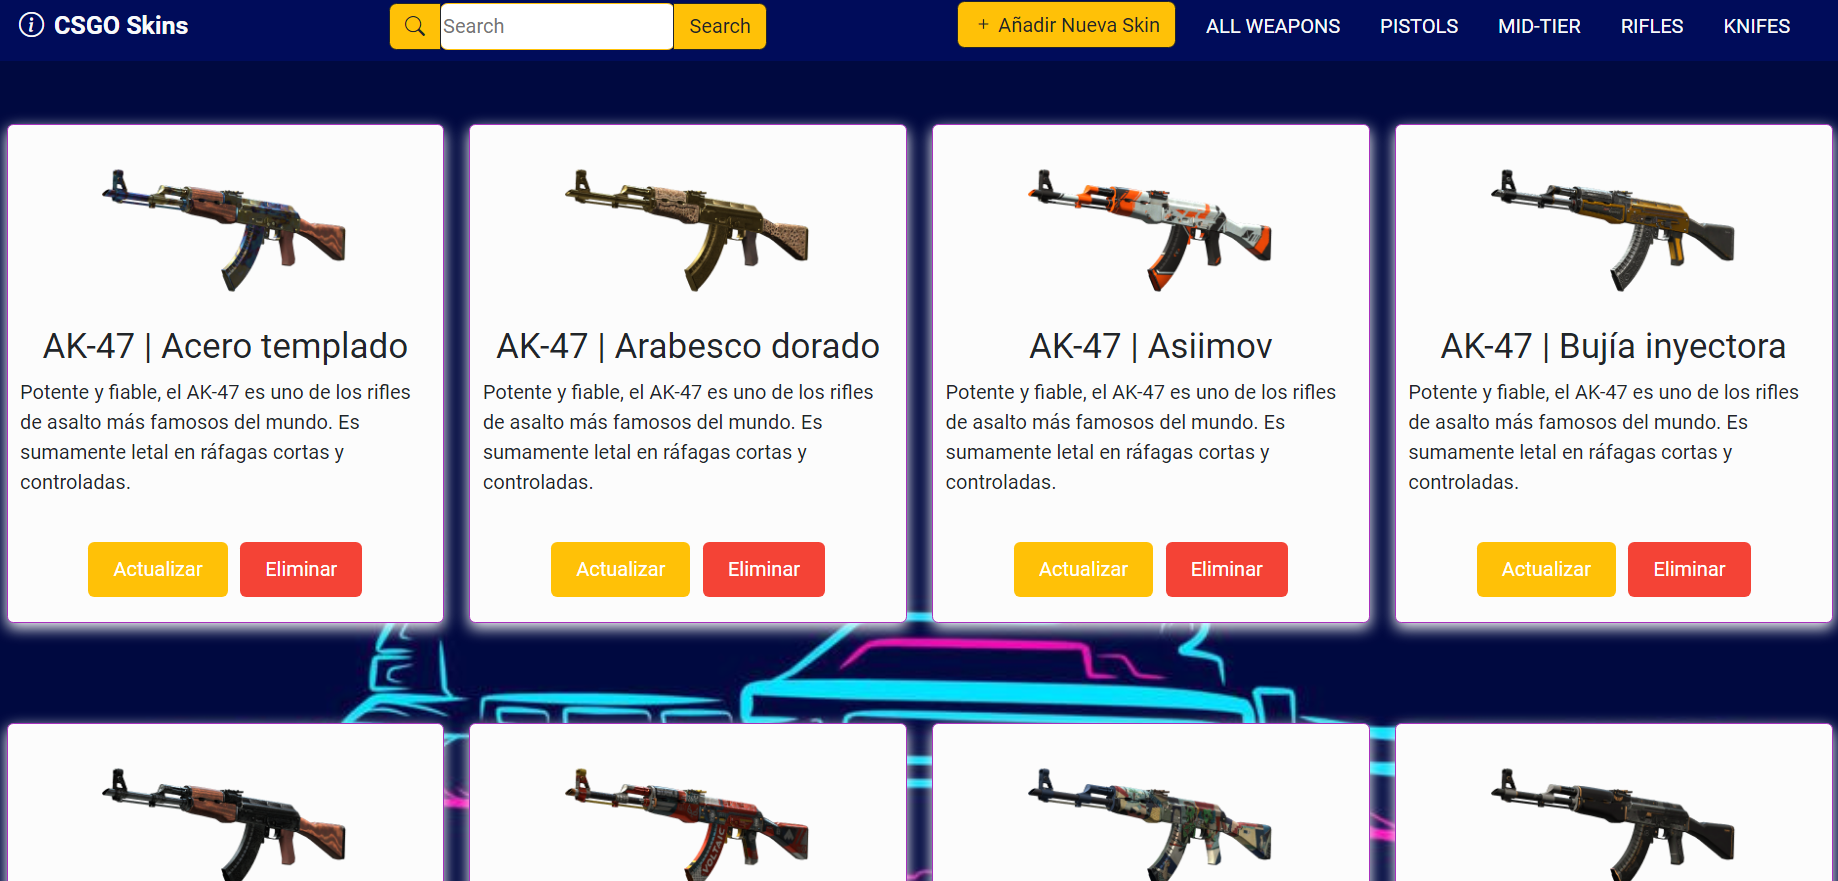 CSGO Skins
Search
Search
+ Añadir Nueva Skin
ALL WEAPONS
PISTOLS
MID-TIER
RIFLES
KNIFES
AK-47 | Acero templado
Potente y fiable, el AK-47 es uno de los rifles
de asalto más famosos del mundo. Es
sumamente letal en ráfagas cortas y
controladas.
Actualizar
Eliminar
AK-47 | Arabesco dorado
Potente y fiable, el AK-47 es uno de los rifles
de asalto más famosos del mundo. Es
sumamente letal en ráfagas cortas y
controladas.
Actualizar
Eliminar
AK-47 | Asiimov
Potente y fiable, el AK-47 es uno de los rifles
de asalto más famosos del mundo. Es
sumamente letal en ráfagas cortas y
controladas.
Actualizar
Eliminar
AK-47 | Bujía inyectora
Potente y fiable, el AK-47 es uno de los rifles
de asalto más famosos del mundo. Es
sumamente letal en ráfagas cortas y
controladas.
Actualizar
Eliminar
VOLTAIC